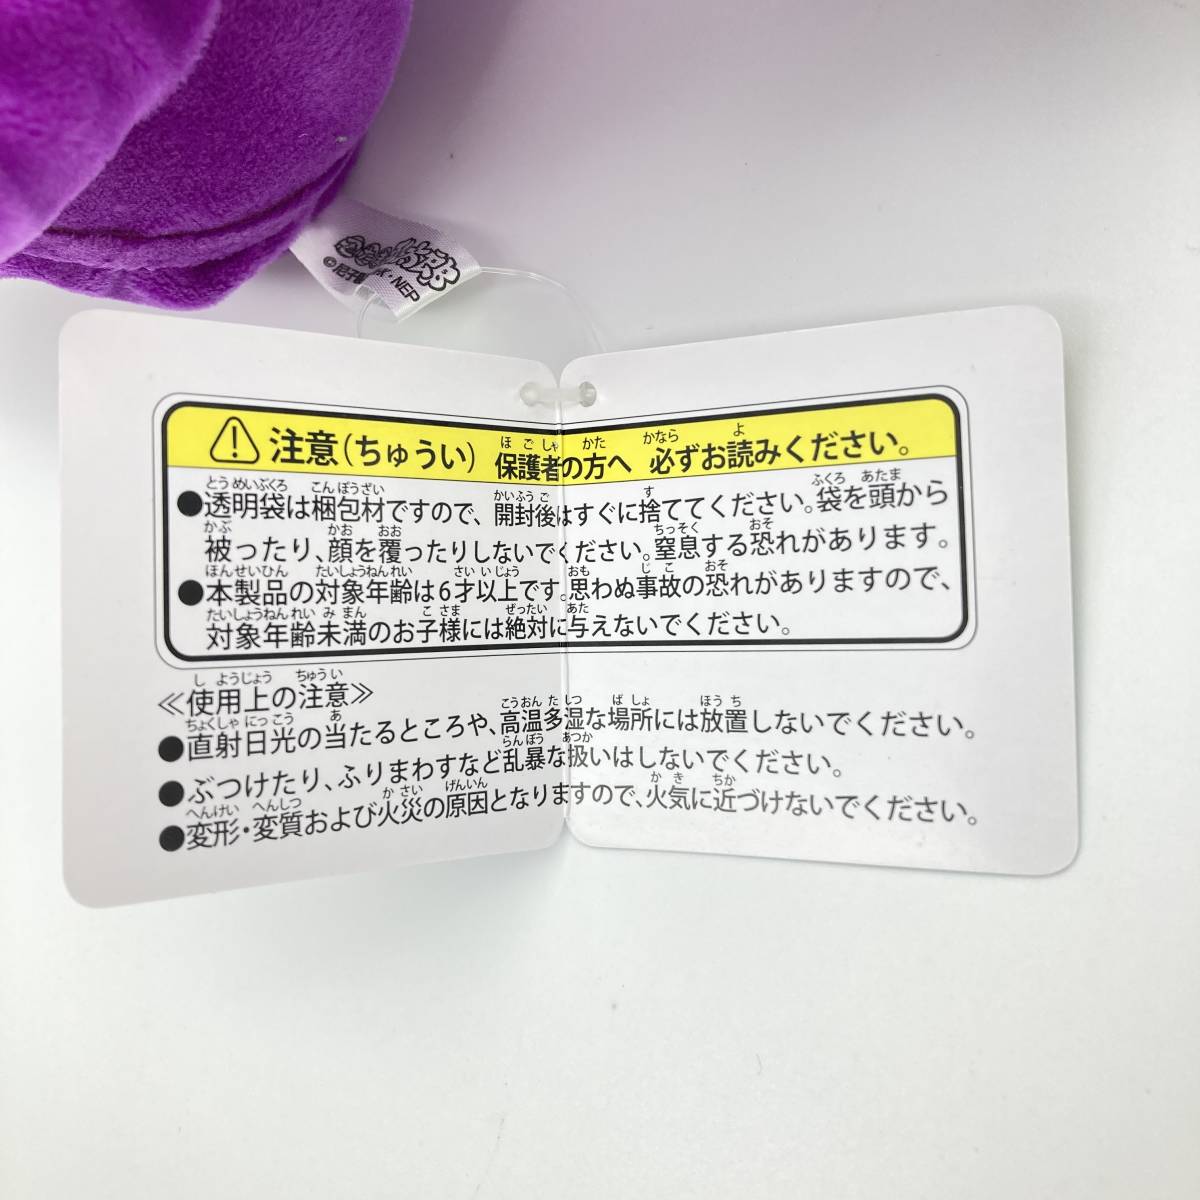 忍たま乱太郎
・NEP
注意(ちゅうい) 保護者の方へ 必ずお読みください。
●透明袋は梱包材ですので、開封後はすぐに捨ててください。袋を頭から
被ったり、顔を覆ったりしないでください。窒息する恐れがあります。
●本製品の対象年齢は6才以上です。思わぬ事故の恐れがありますので、
対象年齢未満のお子様には絶対に与えないでください。
≪使用上の注意≫
●直射日光の当たるところや、高温多湿な場所には放置しないでください。
●ぶつけたり、ふりまわすなど乱暴な扱いはしないでください。
●変形・変質および火災の原因となりますので、火気に近づけないでください。